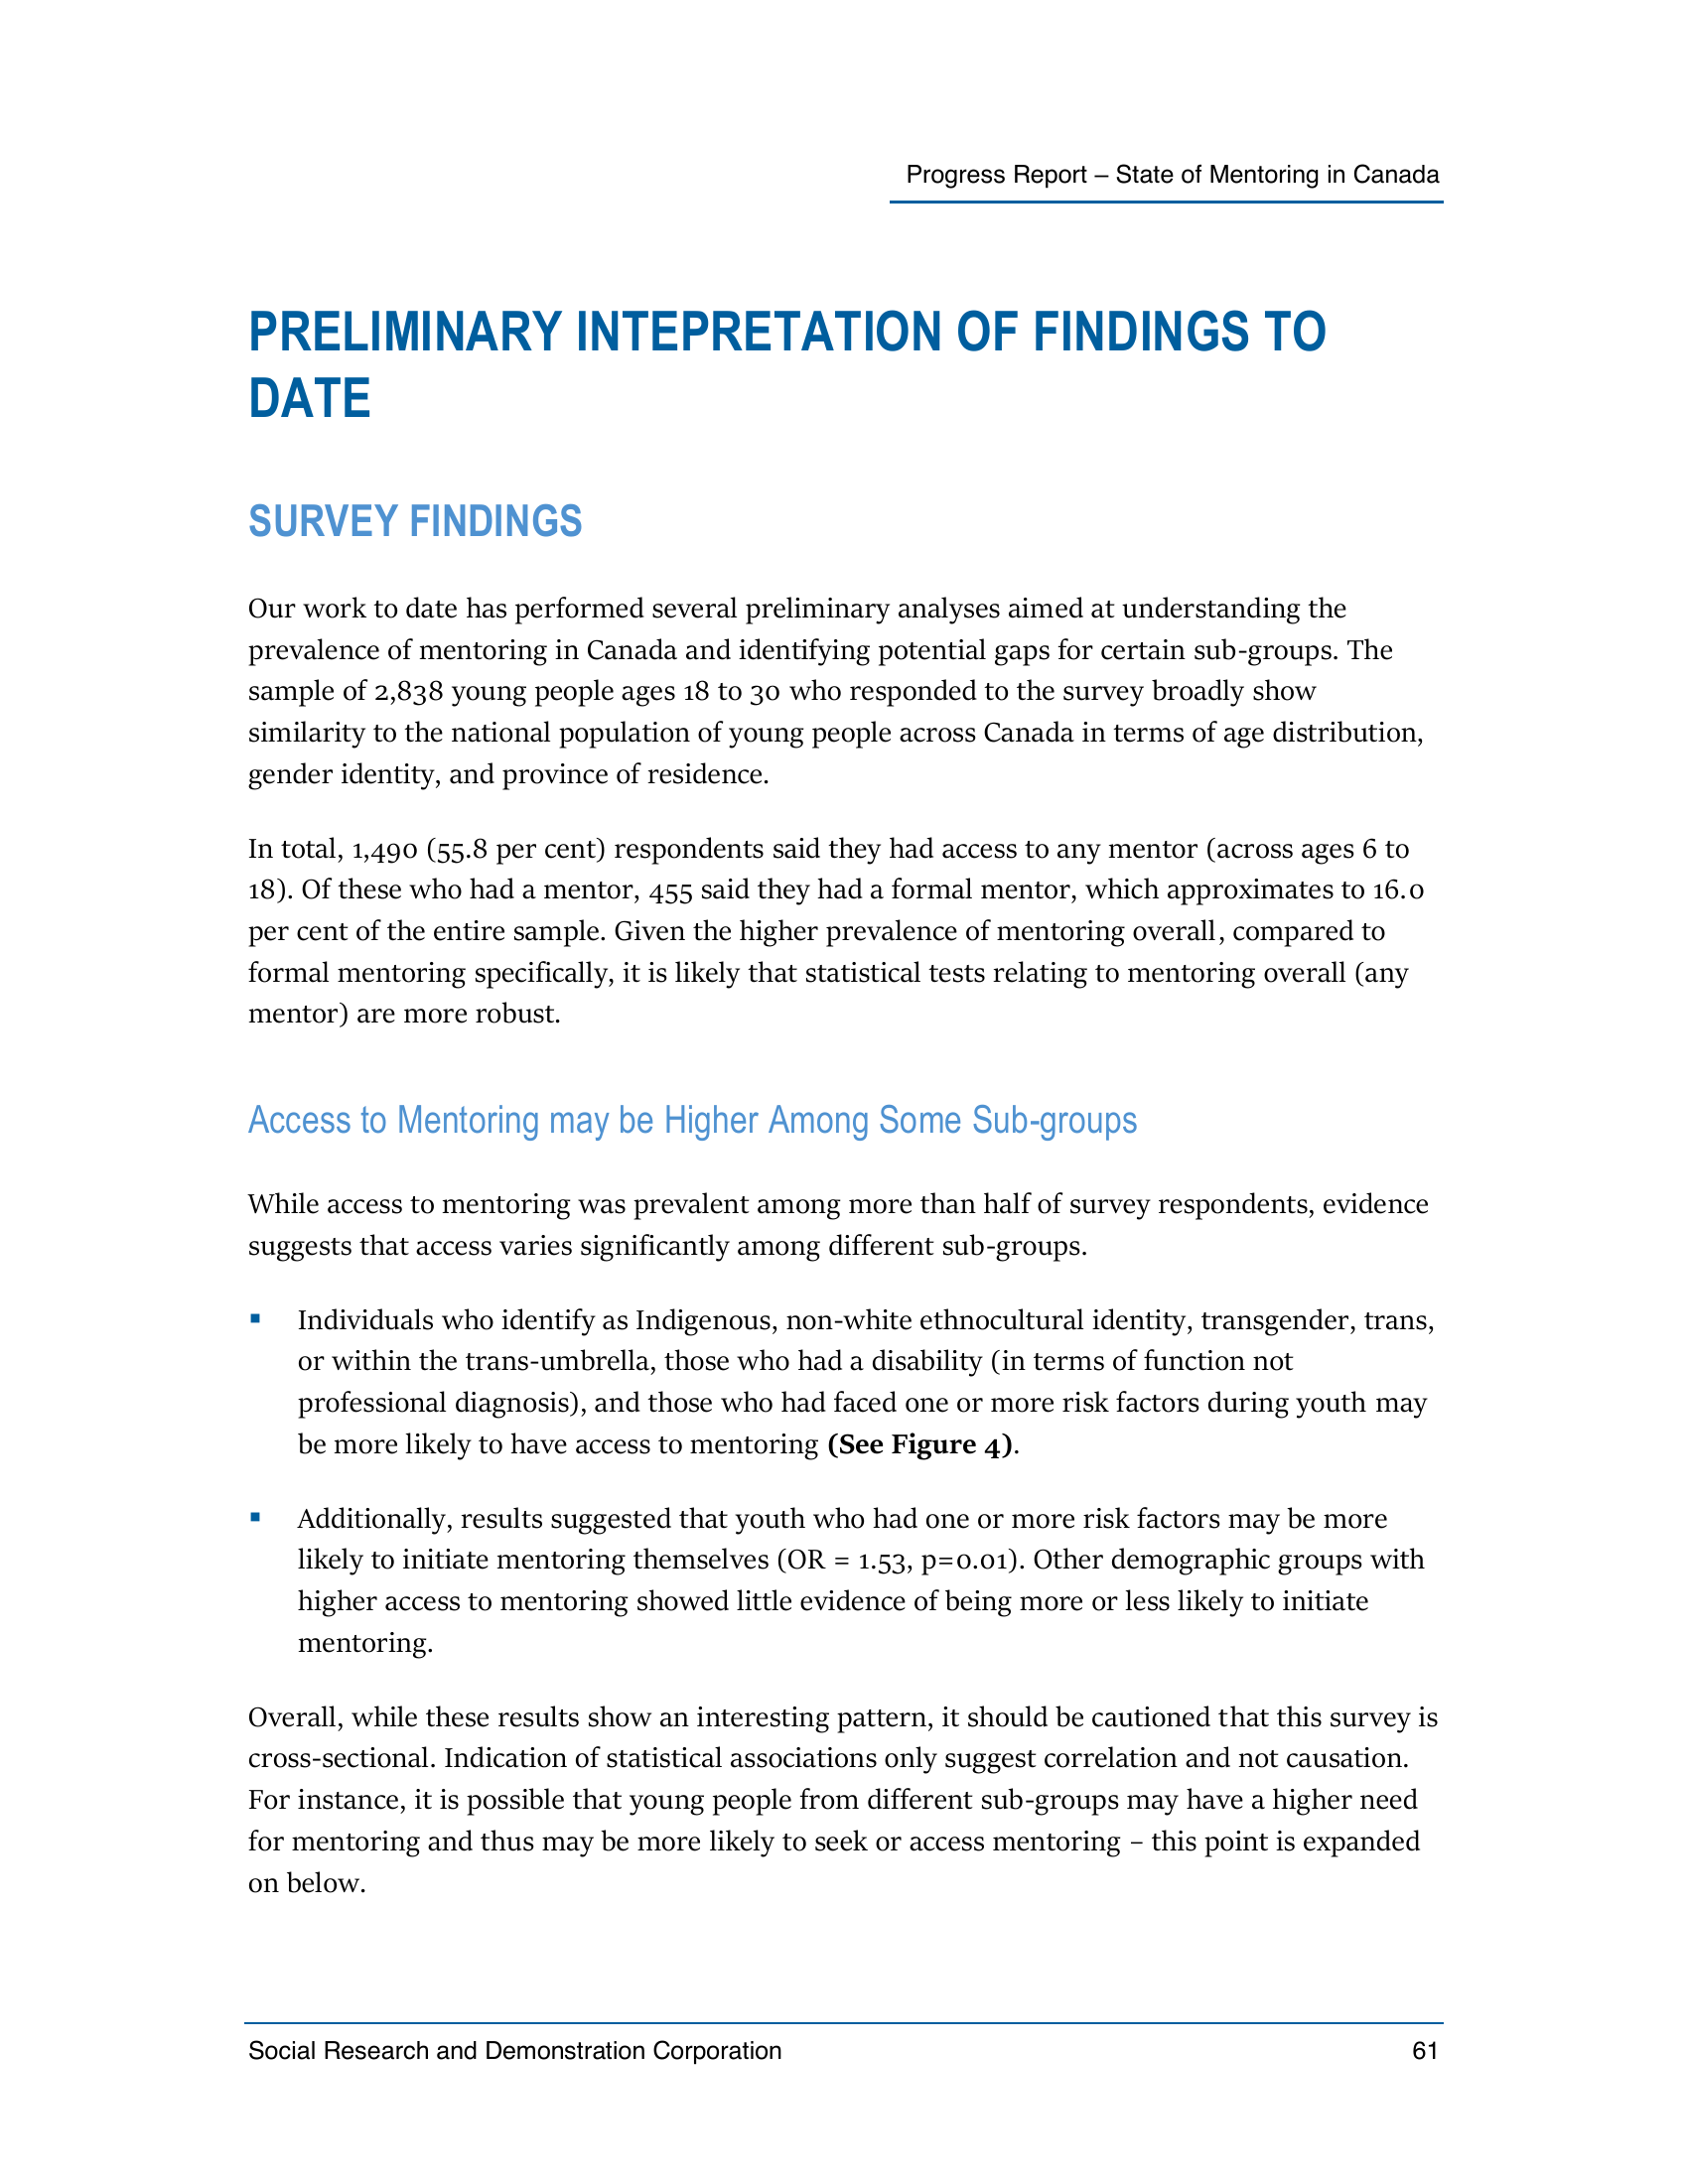 Progress Report – State of Mentoring in Canada
PRELIMINARY INTEPRETATION OF FINDINGS TO
DATE
SURVEY FINDINGS
Our work to date has performed several preliminary analyses aimed at understanding the
prevalence of mentoring in Canada and identifying potential gaps for certain sub-groups. The
sample of 2,838 young people ages 18 to 30 who responded to the survey broadly show
similarity to the national population of young people across Canada in terms of age distribution,
gender identity, and province of residence.
In total, 1,490 (55.8 per cent) respondents said they had access to any mentor (across ages 6 to
18). Of these who had a mentor, 455 said they had a formal mentor, which approximates to 16.0
per cent of the entire sample. Given the higher prevalence of mentoring overall, compared to
formal mentoring specifically, it is likely that statistical tests relating to mentoring overall (any
mentor) are more robust.
Access to Mentoring may be Higher Among Some Sub-groups
While access to mentoring was prevalent among more than half of survey respondents, evidence
suggests that access varies significantly among different sub-groups.
▪ Individuals who identify as Indigenous, non-white ethnocultural identity, transgender, trans,
or within the trans-umbrella, those who had a disability (in terms of function not
professional diagnosis), and those who had faced one or more risk factors during youth may
be more likely to have access to mentoring (See Figure 4).
▪ Additionally, results suggested that youth who had one or more risk factors may be more
likely to initiate mentoring themselves (OR = 1.53, p=0.01). Other demographic groups with
higher access to mentoring showed little evidence of being more or less likely to initiate
mentoring.
Overall, while these results show an interesting pattern, it should be cautioned that this survey is
cross-sectional. Indication of statistical associations only suggest correlation and not causation.
For instance, it is possible that young people from different sub-groups may have a higher need
for mentoring and thus may be more likely to seek or access mentoring – this point is expanded
on below.
Social Research and Demonstration Corporation 61